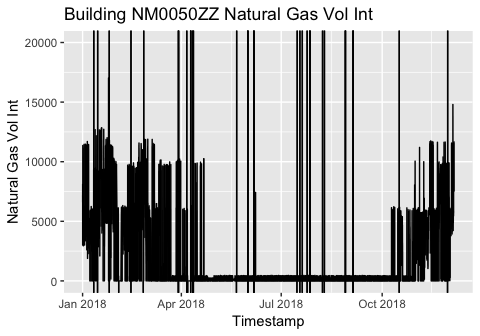 Building NM0050ZZ Natural Gas Vol Int
Natural Gas Vol Int
20000
15000
10000
5000
0
Jan 2018 Apr 2018 Jul 2018 Oct 2018
Timestamp